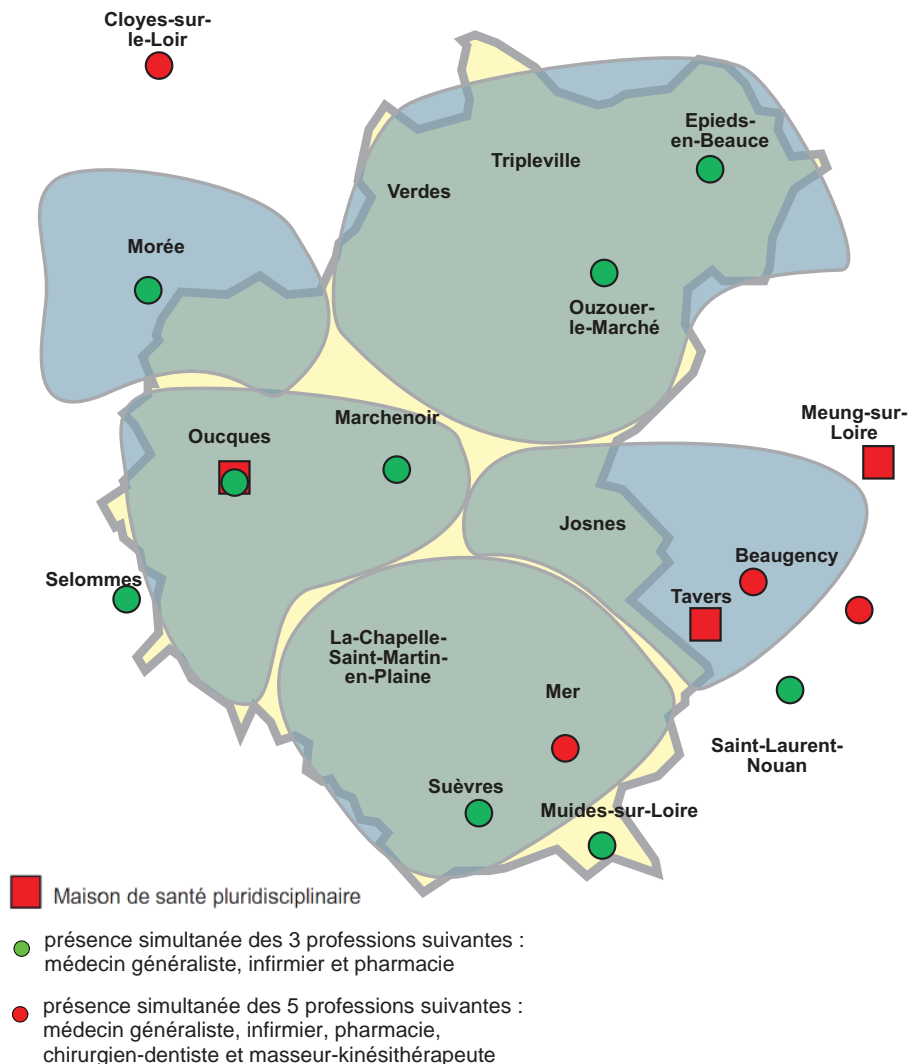 Cloyes-sur-
le-Loir
Epieds-
en-Beauce
Tripleville
Verdes
Morée
Ouzouer-
le-Marché
Meung-sur-
Loire
Marchenoir
Oucques
Josnes
Beaugency
Selommes
Tavers
La-Chapelle-
Saint-Martin-
en-Plaine
Mer
Saint-Laurent-
Nouan
Suèvres
Muides-sur-Loire
Maison de santé pluridisciplinaire
présence simultanée des 3 professions suivantes :
médecin généraliste, infirmier et pharmacie
présence simultanée des 5 professions suivantes :
médecin généraliste, infirmier, pharmacie,
chirurgien-dentiste et masseur-kinésithérapeute